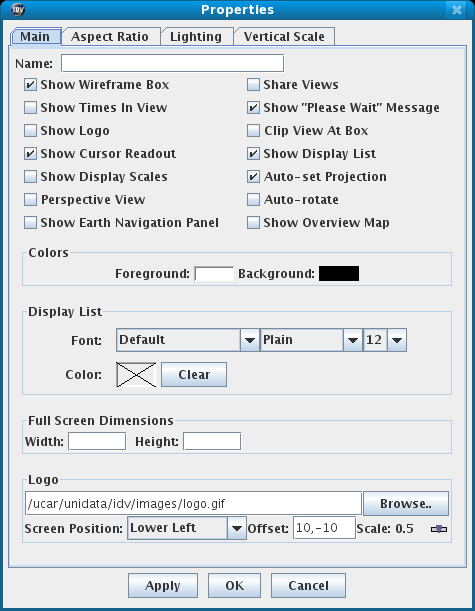 IDV Properties
Main Aspect Ratio Lighting Vertical Scale
Name:
Show Wireframe Box Share Views
Show Times In View Show "Please Wait" Message
Show Logo Clip View At Box
Show Cursor Readout Show Display List
Show Display Scales Auto-set Projection
Perspective View Auto-rotate
Show Earth Navigation Panel Show Overview Map
Colors
Foreground: Background:
Display List
Font: Default Plain 12
Color: Clear
Full Screen Dimensions
Width: Height:
Logo
/ucar/unidata/idv/images/logo.gif Browse..
Screen Position: Lower Left Offset: 10,-10 Scale: 0.5
Apply OK Cancel